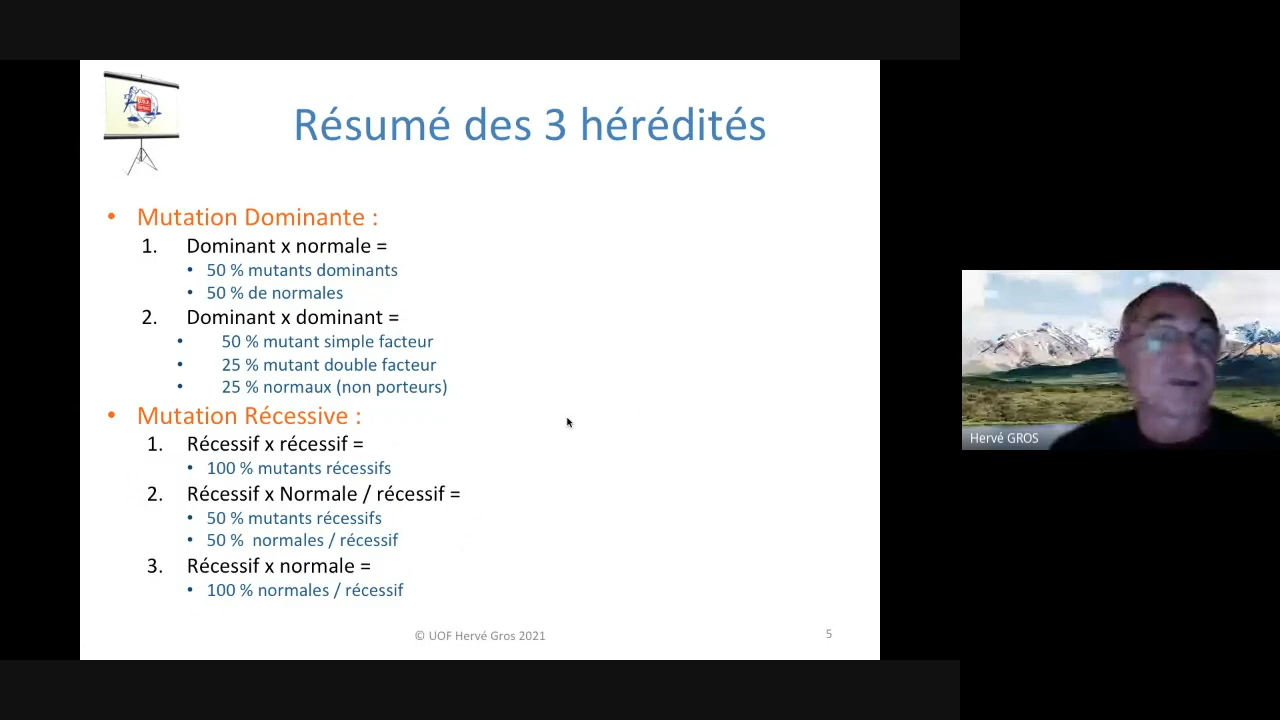 Résumé des 3 hérédités
• Mutation Dominante :
1. Dominant x normale =
• 50 % mutants dominants
• 50 % de normales
2. Dominant x dominant =
• 50 % mutant simple facteur
• 25 % mutant double facteur
• 25 % normaux (non porteurs)
• Mutation Récessive :
1. Récessif x récessif =
• 100 % mutants récessifs
2. Récessif x Normale / récessif =
• 50 % mutants récessifs
• 50 % normales / récessif
3. Récessif x normale =
• 100 % normales / récessif
© UOF Hervé Gros 2021
5
Hervé GROS